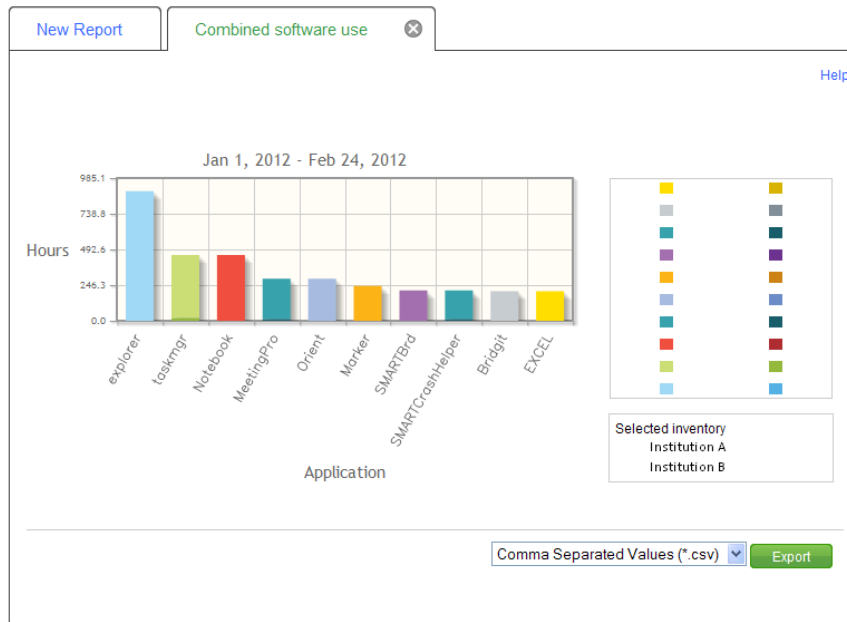 New Report
Combined software use
Help
Jan 1, 2012 - Feb 24, 2012
985.1
738.8
492.6
246.3
0.0
Hours
explorer
taskmgr
Notebook
MeetingPro
Orient
Marker
SMARTBrd
SMARTCrashHelper
Bridgit
EXCEL
Application
Selected inventory
Institution A
Institution B
Comma Separated Values (*.csv)
Export